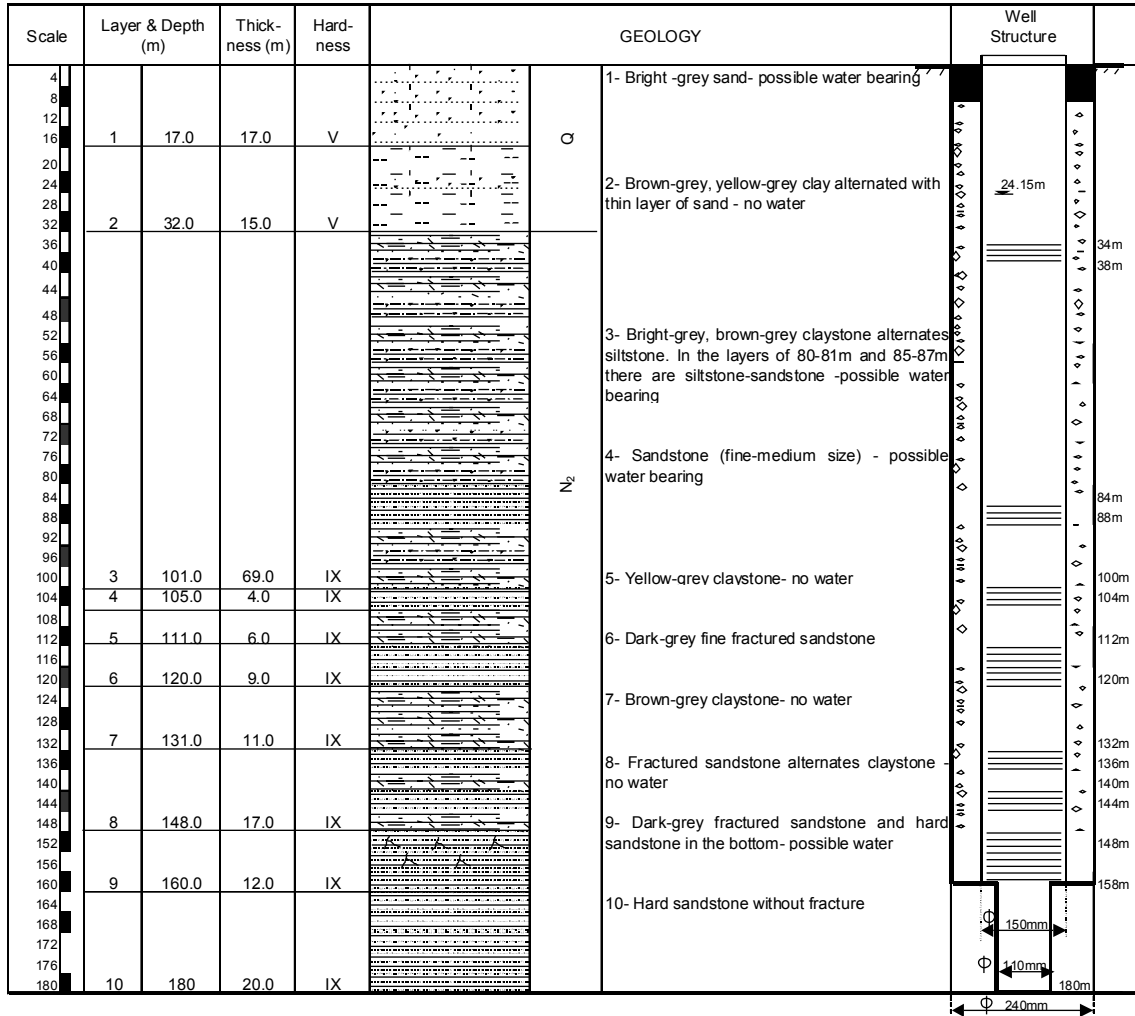 Scale
Layer & Depth
(m)
Thick-
ness (m)
Hard-
ness
GEOLOGY
Well
Structure
4
8
12
16
20
24
28
32
36
40
44
48
52
56
60
64
68
72
76
80
84
88
92
96
100
104
108
112
116
120
124
128
132
136
140
144
148
152
156
160
164
168
172
176
180
1 17.0 17.0 V
2 32.0 15.0 V
3 101.0 69.0 IX
4 105.0 4.0 IX
5 111.0 6.0 IX
6 120.0 9.0 IX
7 131.0 11.0 IX
8 148.0 17.0 IX
9 160.0 12.0 IX
10 180 20.0 IX
Q
N₂
1- Bright -grey sand- possible water bearing
2- Brown-grey, yellow-grey clay alternated with
thin layer of sand - no water
3- Bright-grey, brown-grey claystone alternates
siltstone. In the layers of 80-81m and 85-87m
there are siltstone-sandstone -possible water
bearing
4- Sandstone (fine-medium size) - possible
water bearing
5- Yellow-grey claystone- no water
6- Dark-grey fine fractured sandstone
7- Brown-grey claystone- no water
8- Fractured sandstone alternates claystone -
no water
9- Dark-grey fractured sandstone and hard
sandstone in the bottom- possible water
10- Hard sandstone without fracture
24.15m
34m
38m
84m
88m
100m
104m
112m
120m
132m
136m
140m
144m
148m
158m
Φ 150mm
Φ 110mm
180m
Φ 240mm